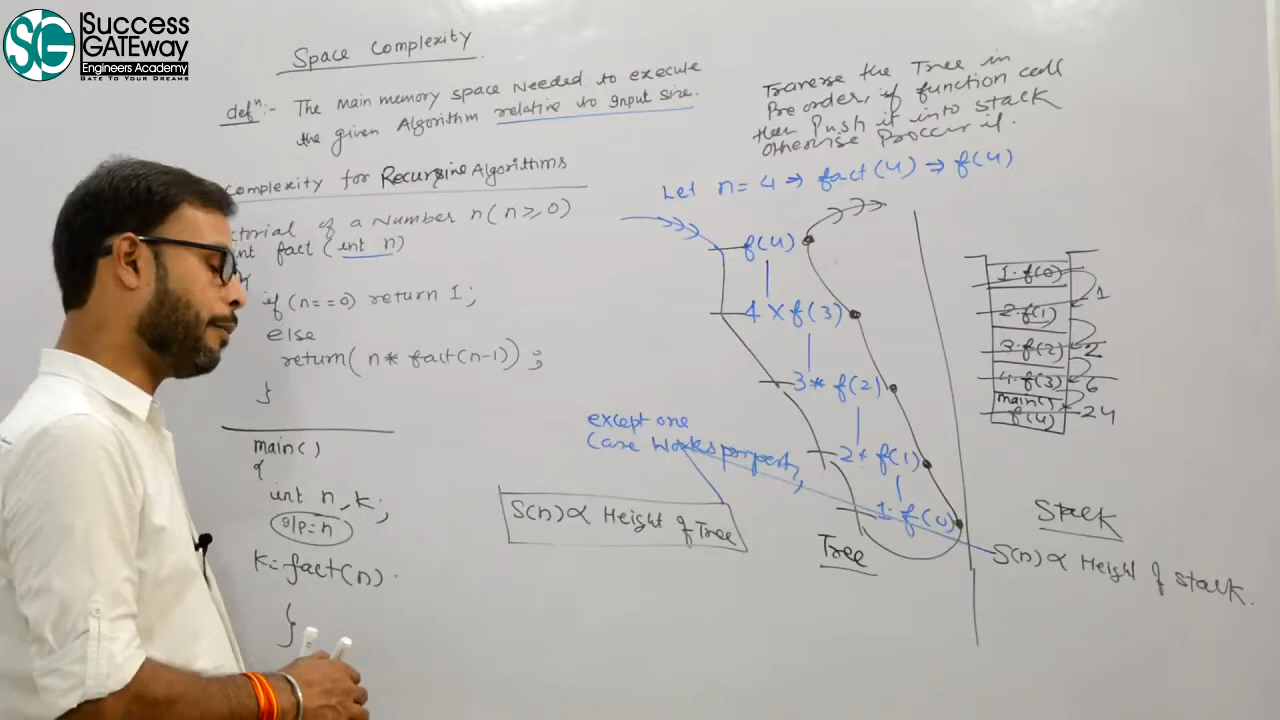 Success
GATEway
Engineers Academy
GATE TO YOUR DREAMS
Space Complexity
defⁿ:- The main memory space needed to execute
the given Algorithm relative to Input size.
Complexity for Recursive Algorithms
ctorial of a Number n(n≥0)
int fact (int n)
{
if (n==0) return 1;
else
return( n* fact(n-1)) ;
}
main()
{
int n, k;
I/P=n
k=fact(n).
}
Traverse the Tree in
Preorder, if function call
then Push it into Stack
Otherwise Process it.
Let n=4 ⇒ fact(4) ⇒ f(4)
f(4)
4 × f(3)
3* f(2)
2* f(1)
1· f(0)
Tree
except one
Case Works
S(n) ∝ Height of Tree
1·f(0)
1
2·f(1)
3·f(2) 2
4·f(3) 6
main()
f(4) 24
Stack
S(n) ∝ Height of Stack.